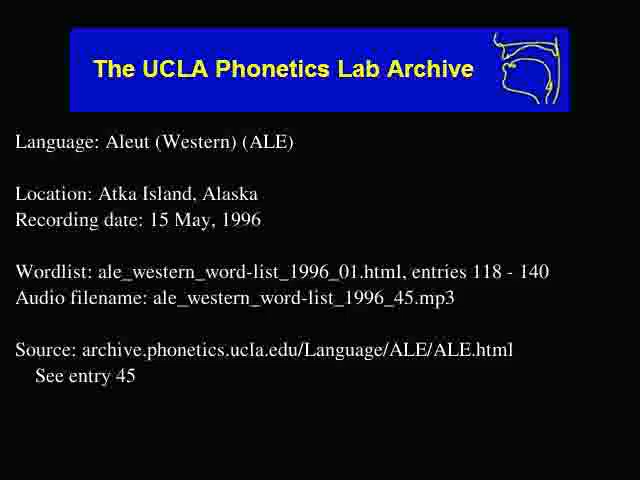 The UCLA Phonetics Lab Archive
Language: Aleut (Western) (ALE)
Location: Atka Island, Alaska
Recording date: 15 May, 1996
Wordlist: ale_western_word-list_1996_01.html, entries 118 - 140
Audio filename: ale_western_word-list_1996_45.mp3
Source: archive.phonetics.ucla.edu/Language/ALE/ALE.html
See entry 45